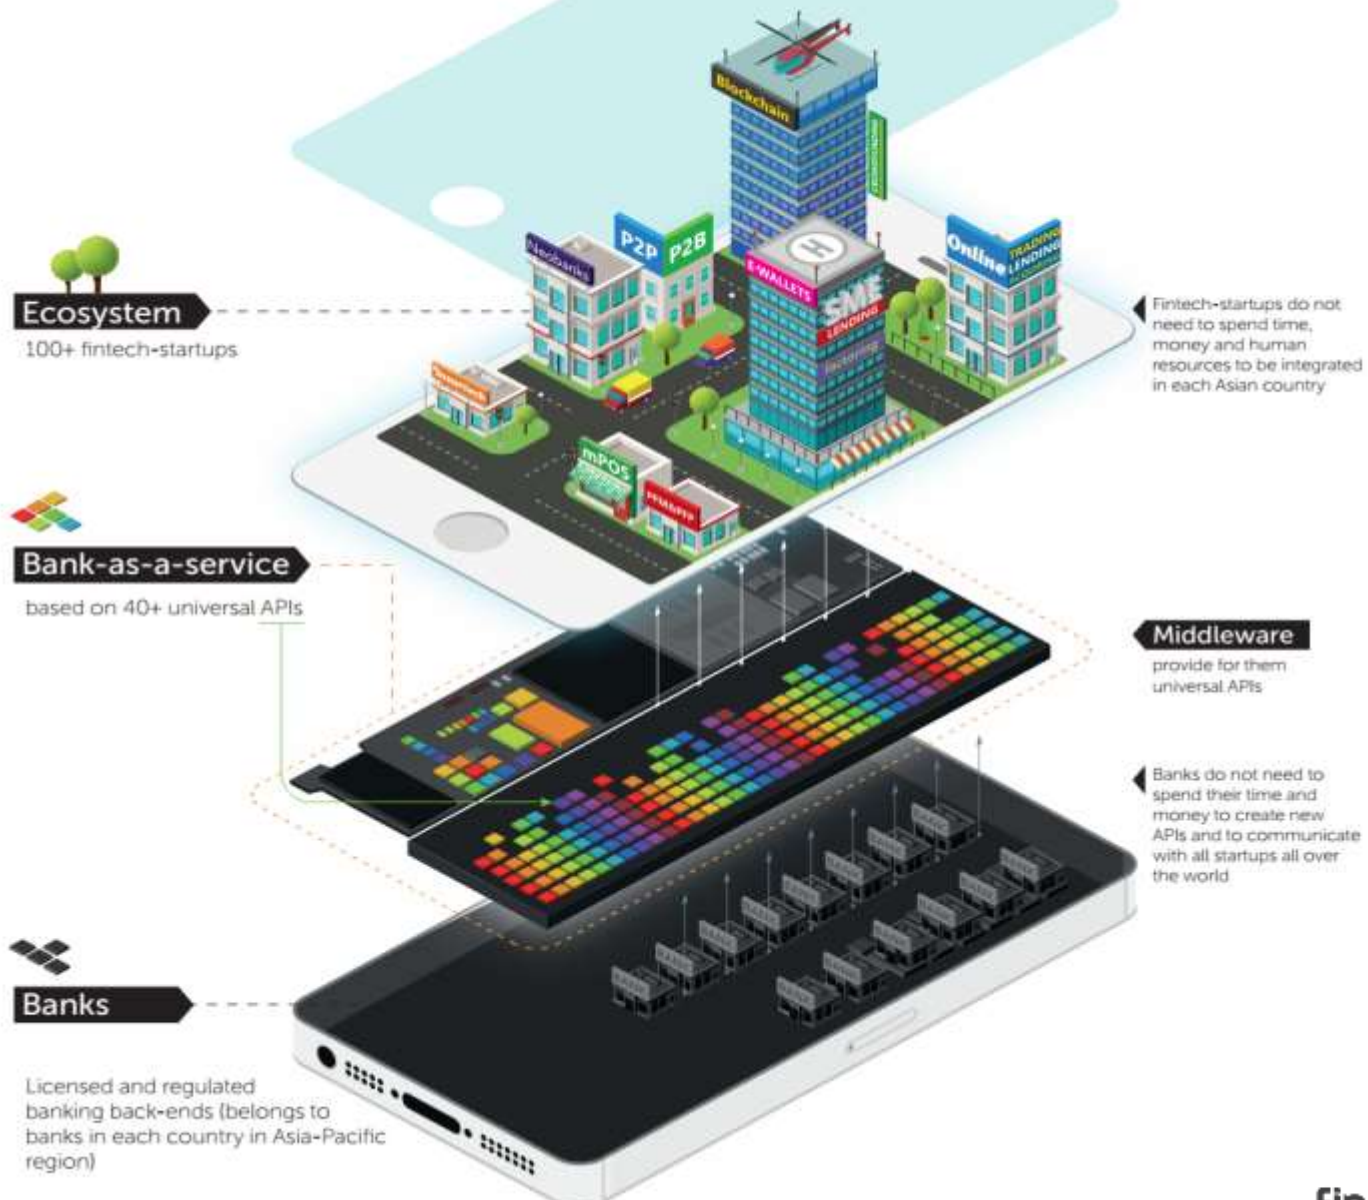 Blockchain
P2P
P2B
Neobanks
Online
TRADING
LENDING
E-WALLETS
SME
LENDING
factoring
mPOS
Ecosystem
100+ fintech-startups
Fintech-startups do not
need to spend time,
money and human
resources to be integrated
in each Asian country
Bank-as-a-service
based on 40+ universal APIs
Middleware
provide for them
universal APIs
Banks do not need to
spend their time and
money to create new
APIs and to communicate
with all startups all over
the world
Banks
Licensed and regulated
banking back-ends (belongs to
banks in each country in Asia-Pacific
region)